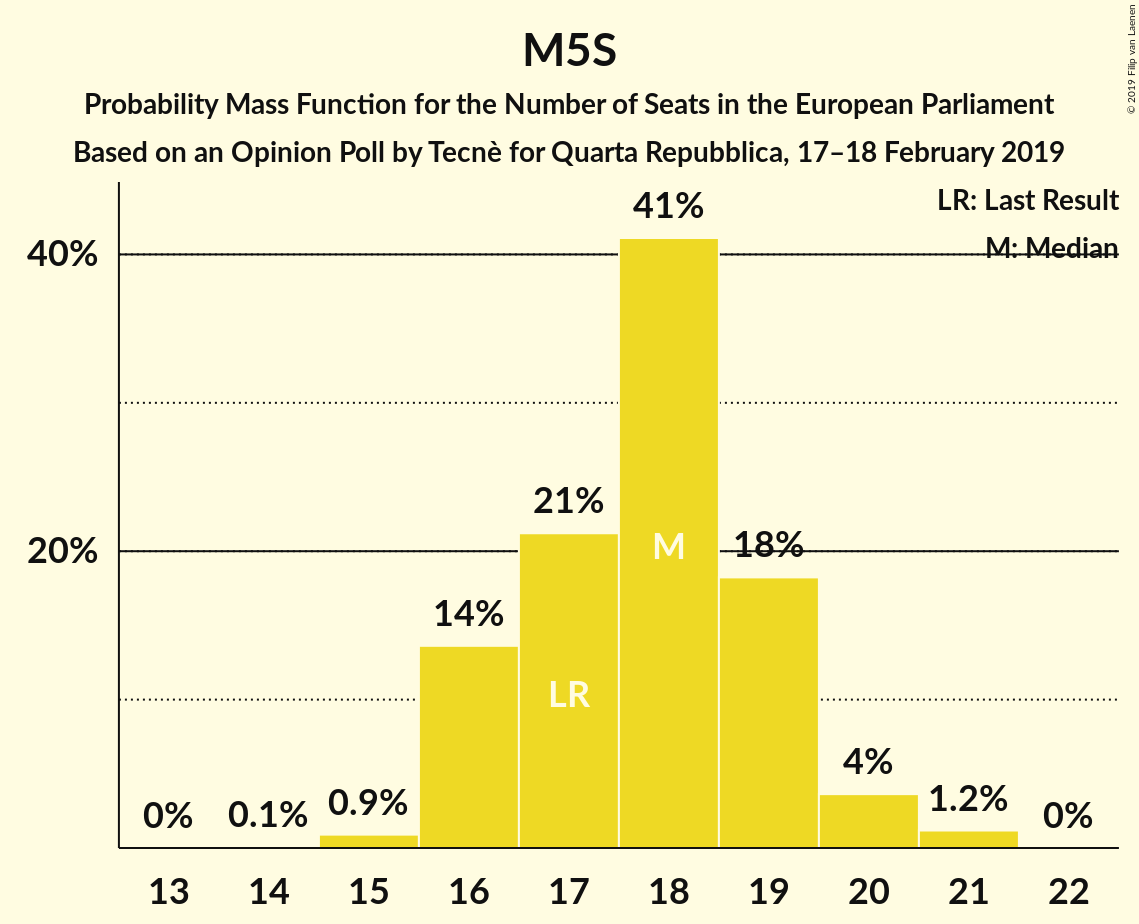 M5S
Probability Mass Function for the Number of Seats in the European Parliament
Based on an Opinion Poll by Tecnè for Quarta Repubblica, 17–18 February 2019
© 2019 Filip van Laenen
LR: Last Result
M: Median
40%
20%
0%
0.1%
0.9%
14%
21%
41%
18%
4%
1.2%
0%
LR
M
13 14 15 16 17 18 19 20 21 22